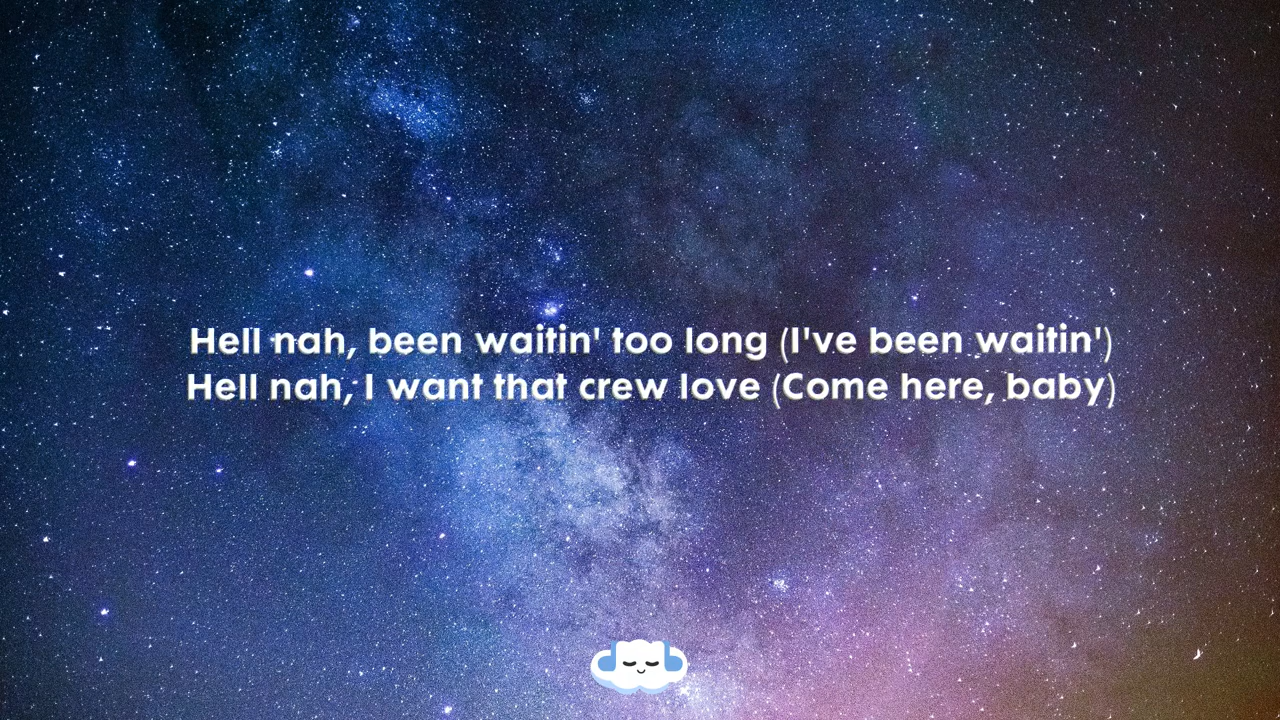 Hell nah, been waitin' too long (I've been waitin')
Hell nah, I want that crew love (Come here, baby)